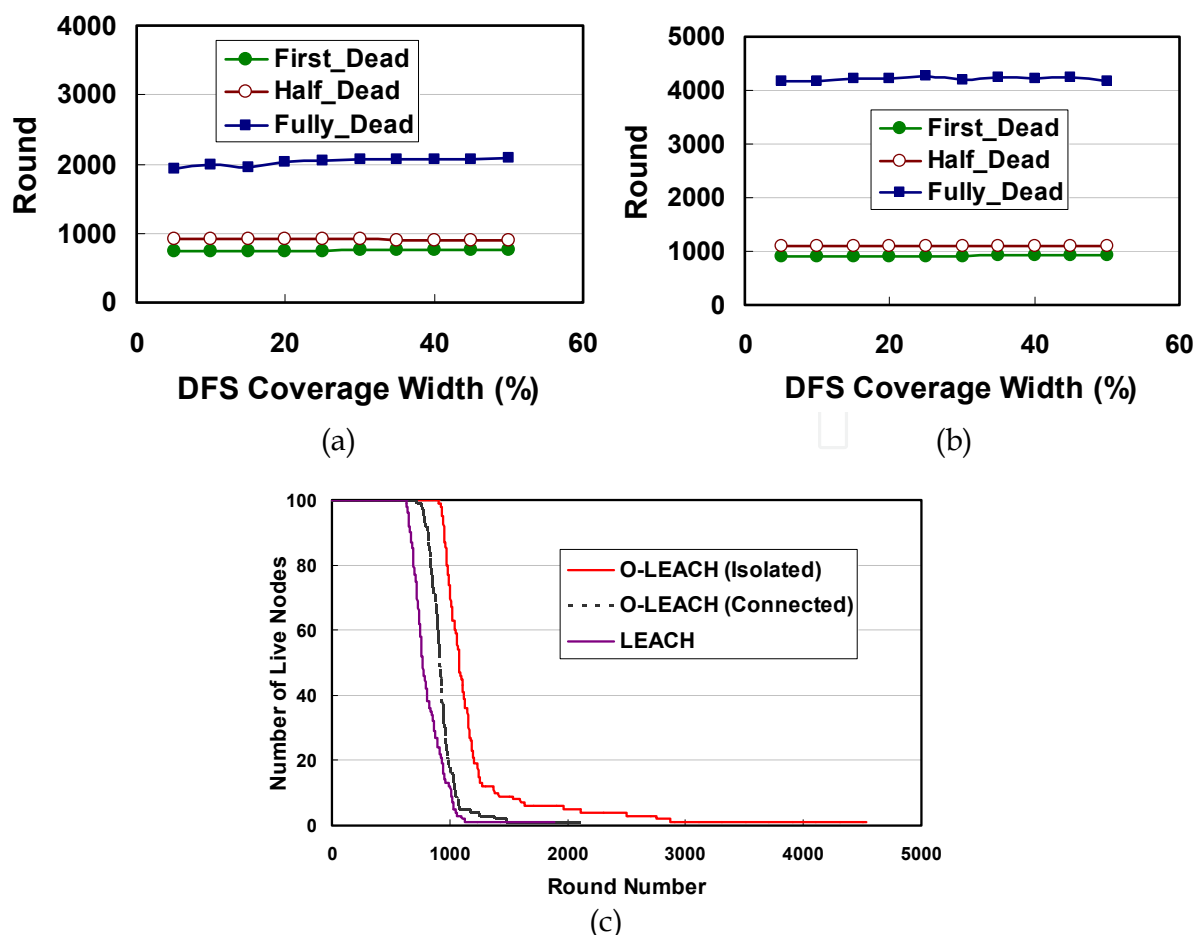 4000
3000
2000
1000
0
Round
First_Dead
Half_Dead
Fully_Dead
0 20 40 60
DFS Coverage Width (%)
(a)
5000
4000
3000
2000
1000
0
Round
First_Dead
Half_Dead
Fully_Dead
0 20 40 60
DFS Coverage Width (%)
(b)
100
80
60
40
20
0
Number of Live Nodes
O-LEACH (Isolated)
O-LEACH (Connected)
LEACH
0 1000 2000 3000 4000 5000
Round Number
(c)